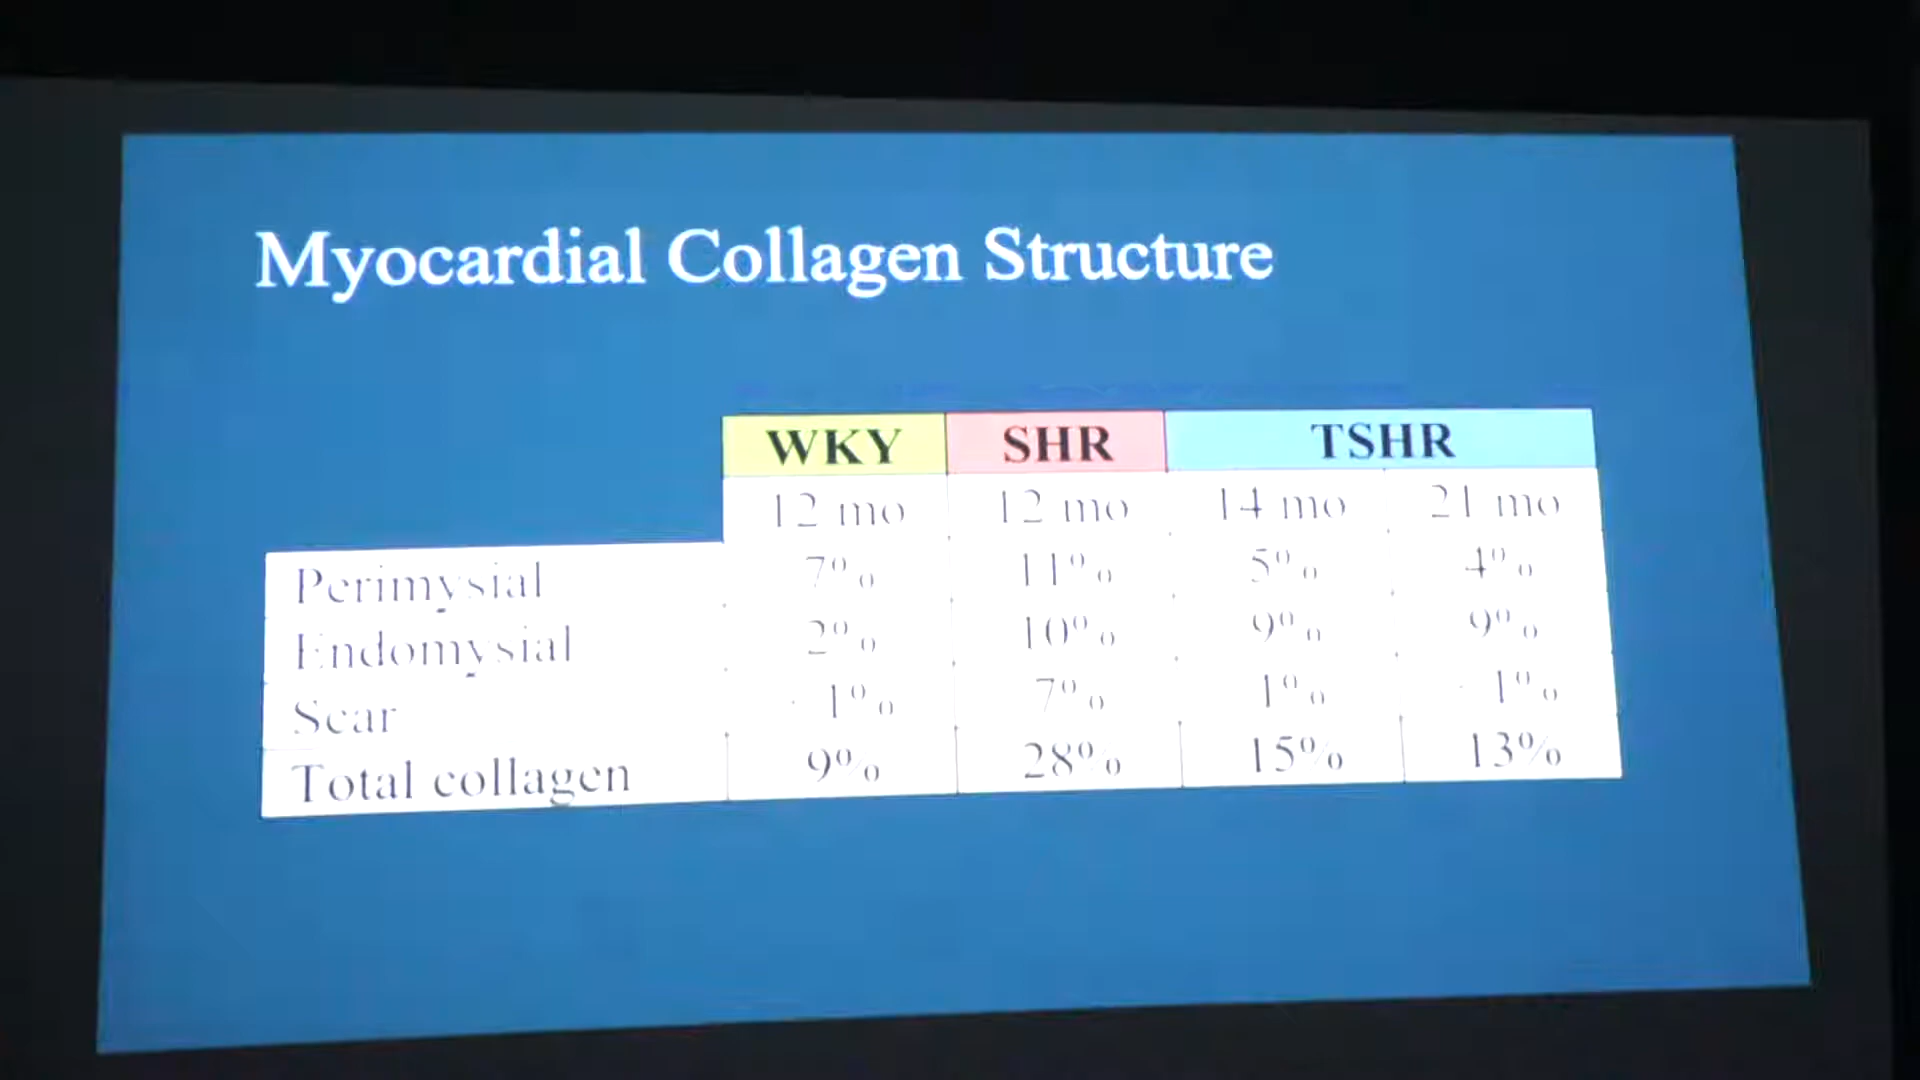 Myocardial Collagen Structure
WKY SHR TSHR
12 mo 12 mo 14 mo 21 mo
Perimysial 7% 11% 5% 4%
Endomysial 2% 10% 9% 9%
Scar 1% 7% 1% 1%
Total collagen 9% 28% 15% 13%